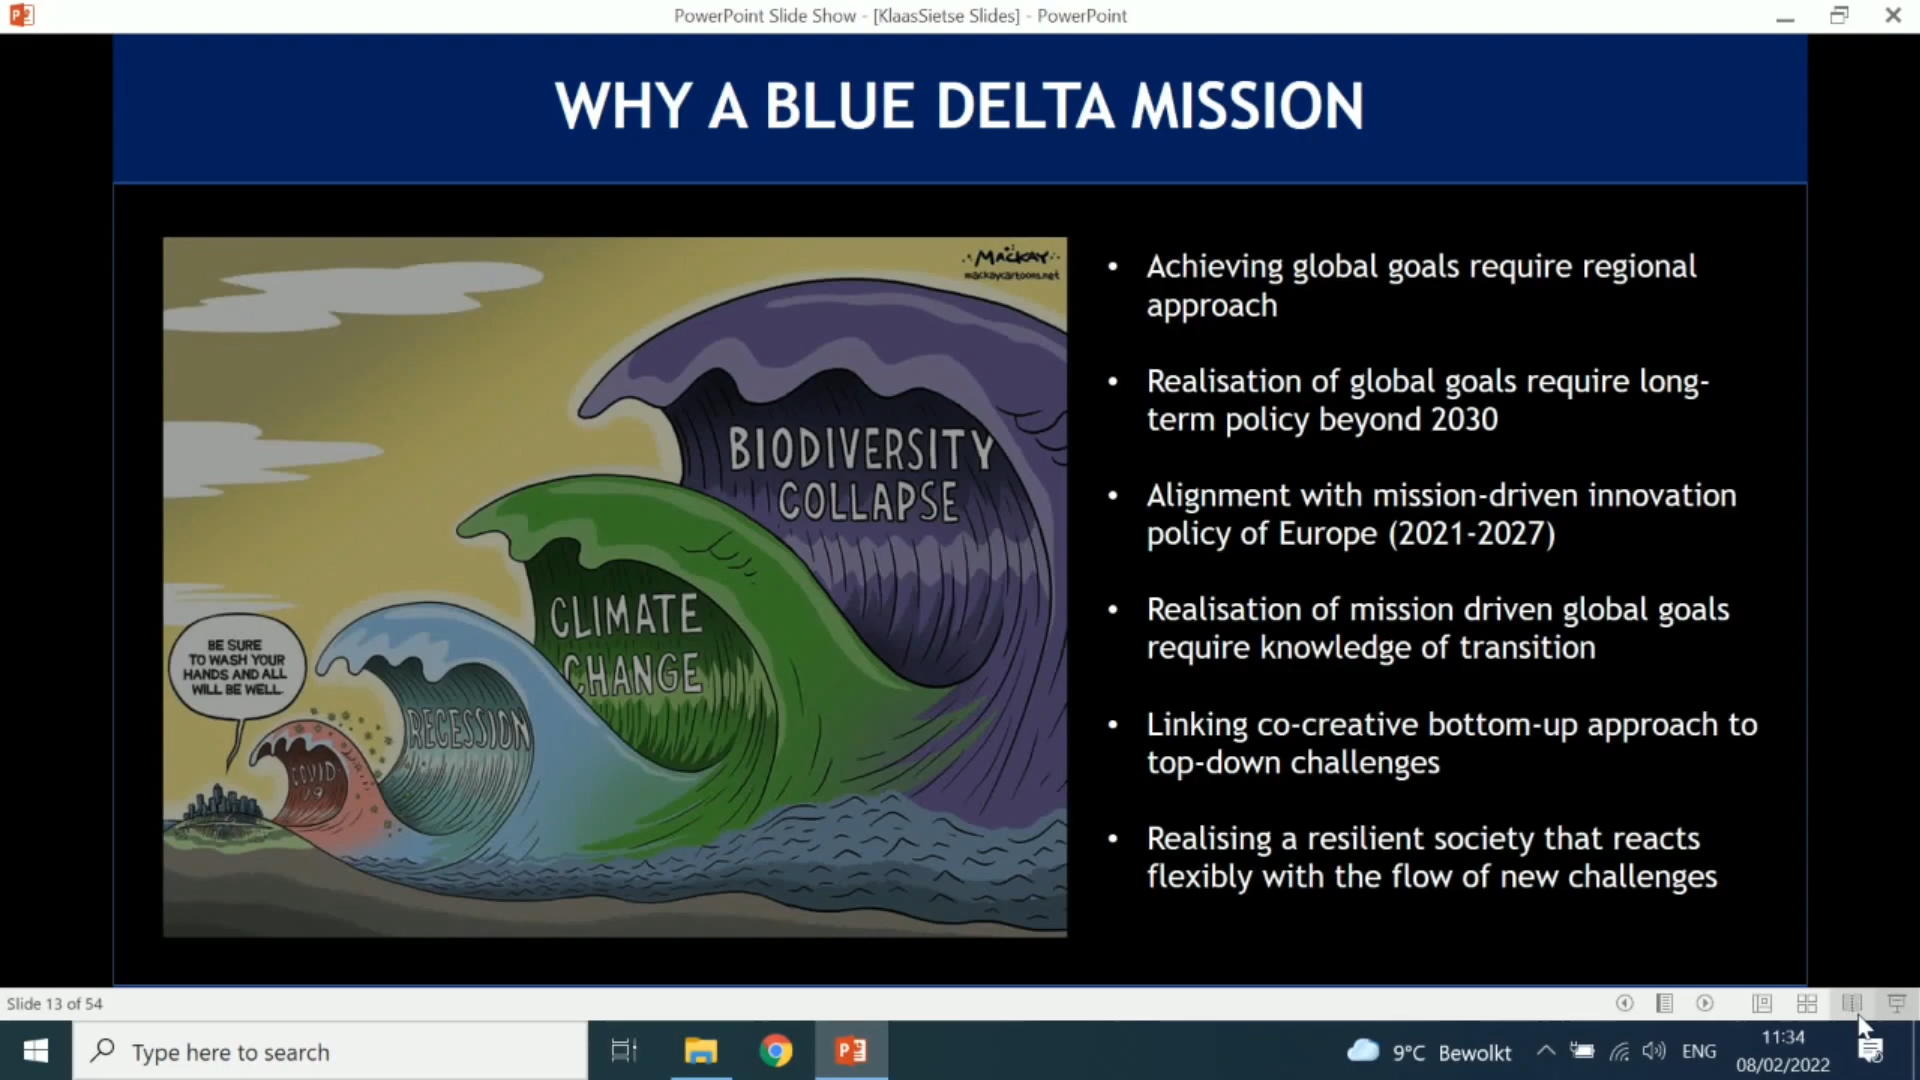 PowerPoint Slide Show - [KlaasSietse Slides] - PowerPoint
WHY A BLUE DELTA MISSION
MACKAY
mackaycartoons.net
BIODIVERSITY
COLLAPSE
CLIMATE
CHANGE
RECESSION
COVID
19
BE SURE
TO WASH YOUR
HANDS AND ALL
WILL BE WELL.
• Achieving global goals require regional
approach
• Realisation of global goals require long-
term policy beyond 2030
• Alignment with mission-driven innovation
policy of Europe (2021-2027)
• Realisation of mission driven global goals
require knowledge of transition
• Linking co-creative bottom-up approach to
top-down challenges
• Realising a resilient society that reacts
flexibly with the flow of new challenges
Slide 13 of 54
Type here to search
9°C Bewolkt
ENG
11:34
08/02/2022